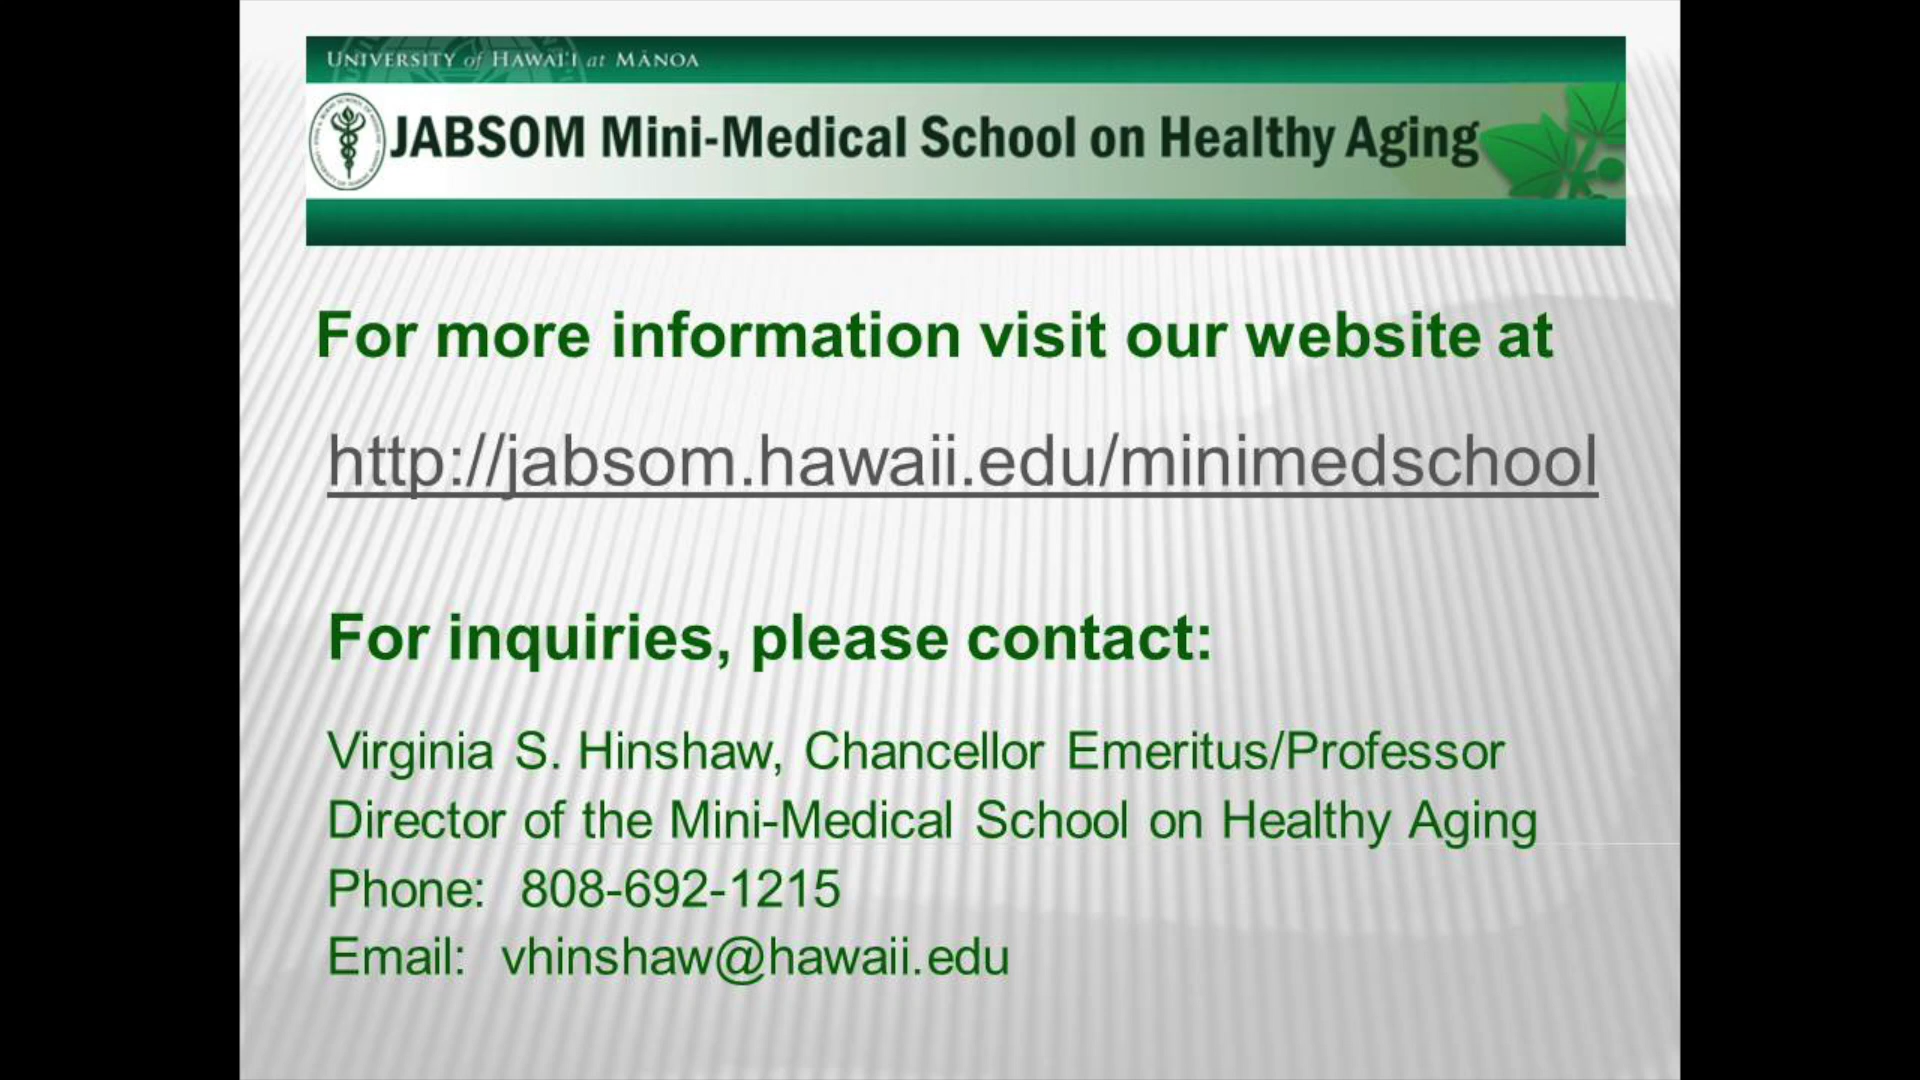 UNIVERSITY of HAWAI'I at MĀNOA
JABSOM Mini-Medical School on Healthy Aging
For more information visit our website at
http://jabsom.hawaii.edu/minimedschool
For inquiries, please contact:
Virginia S. Hinshaw, Chancellor Emeritus/Professor
Director of the Mini-Medical School on Healthy Aging
Phone: 808-692-1215
Email: vhinshaw@hawaii.edu